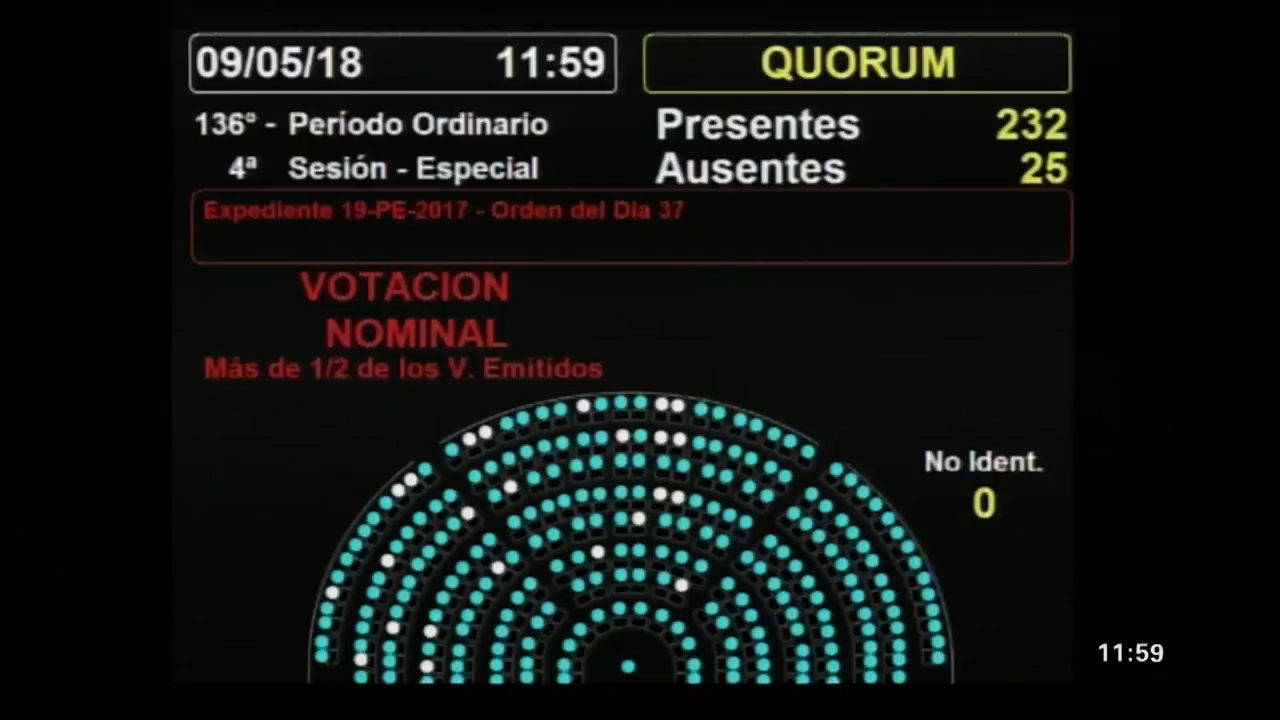 09/05/18 11:59
QUORUM
136º - Período Ordinario
4ª Sesión - Especial
Presentes 232
Ausentes 25
Expediente 19-PE-2017 - Orden del Dia 37
VOTACION
NOMINAL
Más de 1/2 de los V. Emitidos
No Ident.
0
11:59